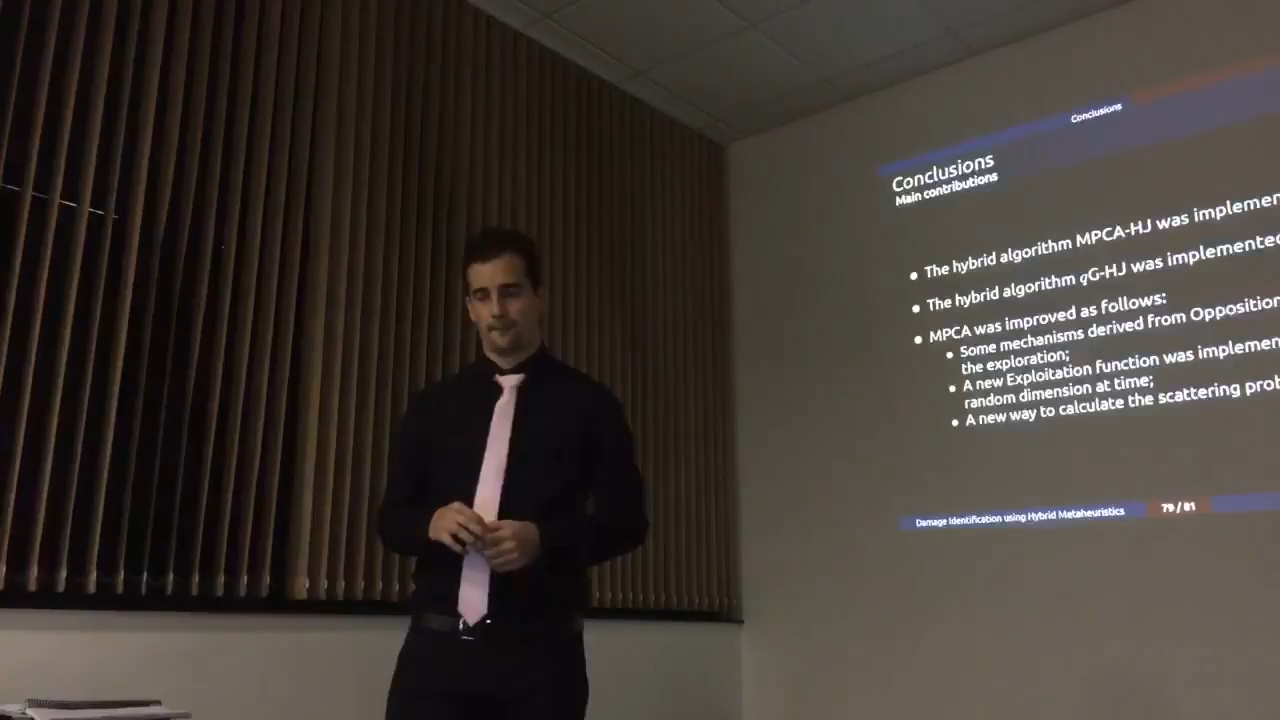 Conclusions
Conclusions
Main contributions
The hybrid algorithm MPCA-HJ was implemen
The hybrid algorithm qG-HJ was implemented
MPCA was improved as follows:
Some mechanisms derived from Opposition
the exploration;
A new Exploitation function was implemen
random dimension at time;
A new way to calculate the scattering prob
Damage Identification using Hybrid Metaheuristics
79 / 81